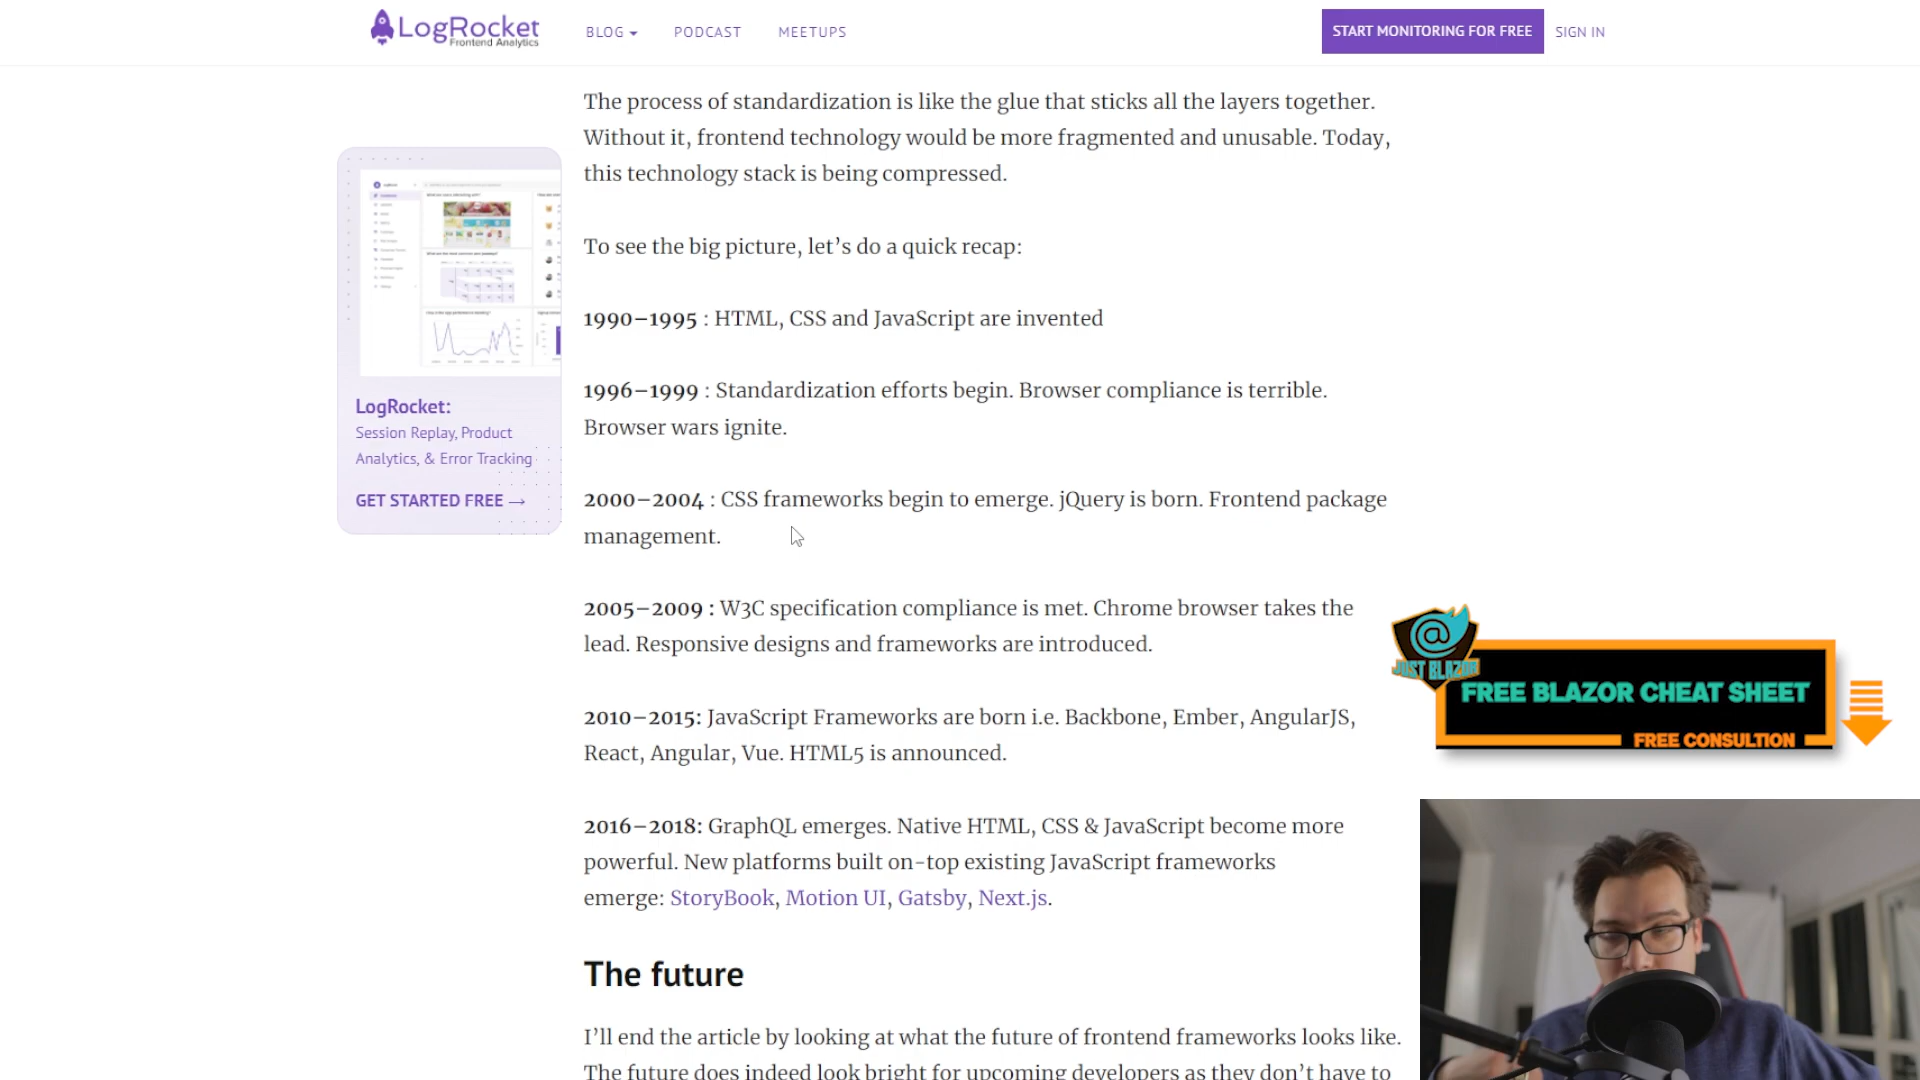 LogRocket
Frontend Analytics
BLOG
PODCAST
MEETUPS
START MONITORING FOR FREE
SIGN IN
The process of standardization is like the glue that sticks all the layers together.
Without it, frontend technology would be more fragmented and unusable. Today,
this technology stack is being compressed.
To see the big picture, let’s do a quick recap:
1990–1995 : HTML, CSS and JavaScript are invented
1996–1999 : Standardization efforts begin. Browser compliance is terrible.
Browser wars ignite.
2000–2004 : CSS frameworks begin to emerge. jQuery is born. Frontend package
management.
2005–2009 : W3C specification compliance is met. Chrome browser takes the
lead. Responsive designs and frameworks are introduced.
2010–2015: JavaScript Frameworks are born i.e. Backbone, Ember, AngularJS,
React, Angular, Vue. HTML5 is announced.
2016–2018: GraphQL emerges. Native HTML, CSS & JavaScript become more
powerful. New platforms built on-top existing JavaScript frameworks
emerge: StoryBook, Motion UI, Gatsby, Next.js.
The future
I’ll end the article by looking at what the future of frontend frameworks looks like.
The future does indeed look bright for upcoming developers as they don’t have to
LogRocket:
Session Replay, Product
Analytics, & Error Tracking
GET STARTED FREE →
@
JUST BLAZOR
FREE BLAZOR CHEAT SHEET
FREE CONSULTION